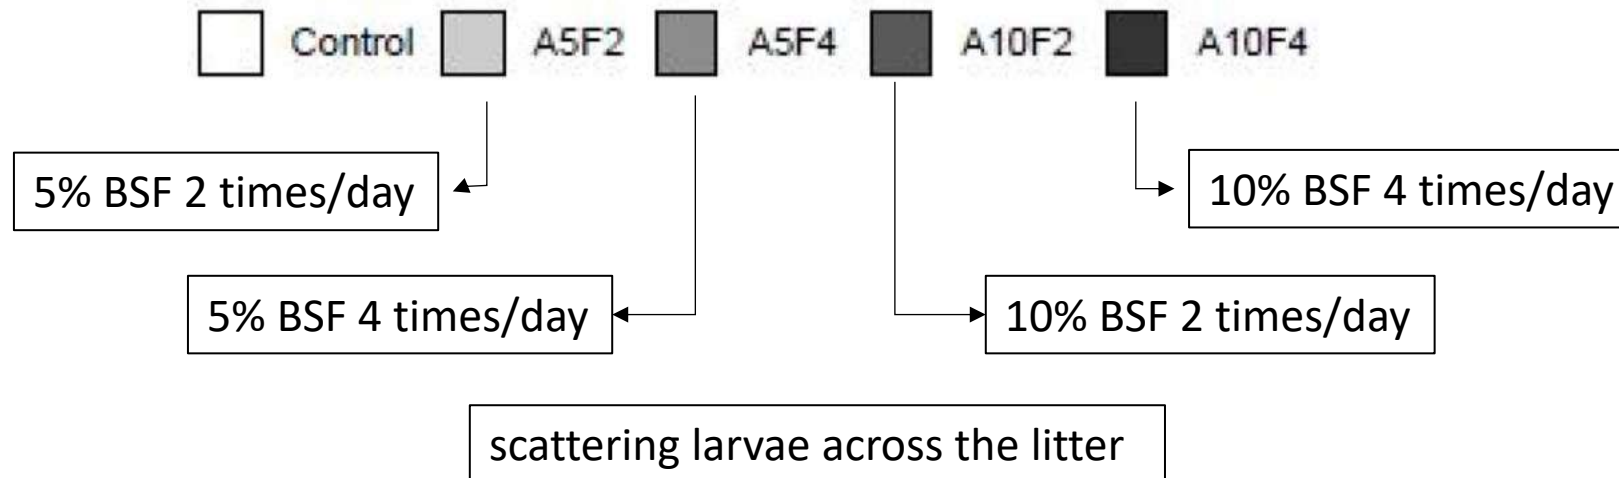 Control A5F2 A5F4 A10F2 A10F4
5% BSF 2 times/day
10% BSF 4 times/day
5% BSF 4 times/day
10% BSF 2 times/day
scattering larvae across the litter